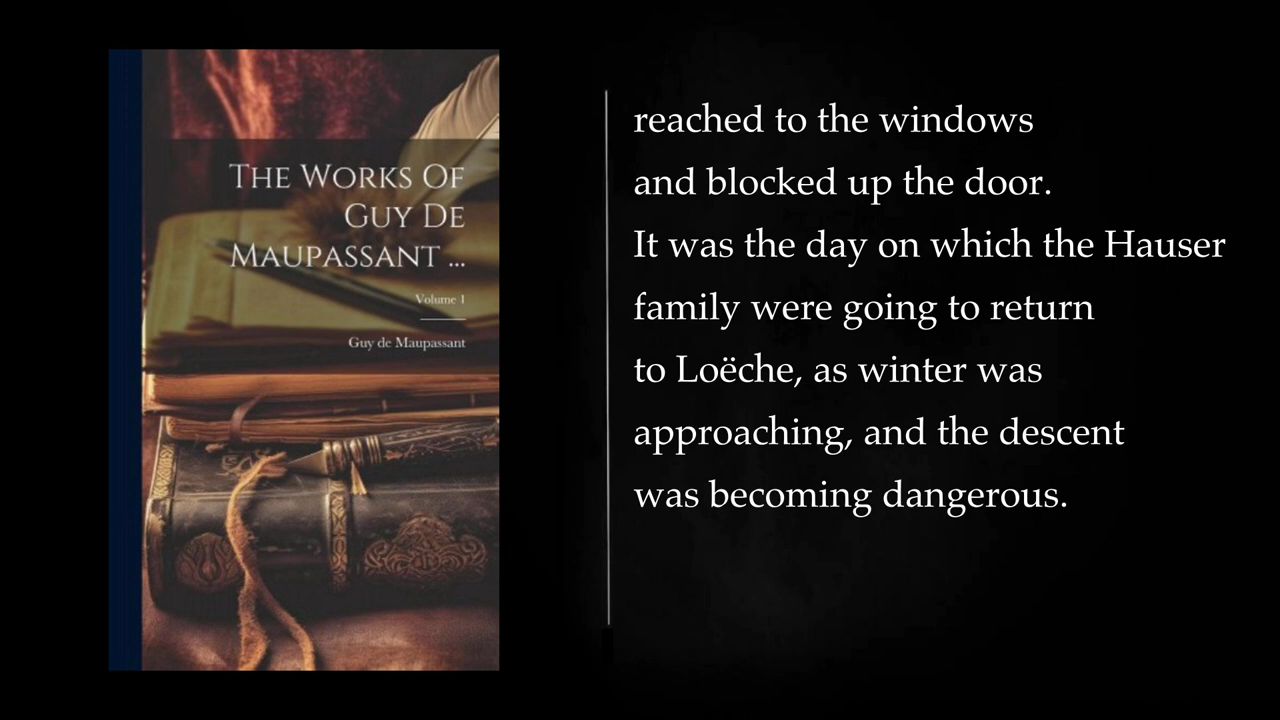 The Works Of
Guy De
Maupassant ...
Volume 1
Guy de Maupassant
reached to the windows
and blocked up the door.
It was the day on which the Hauser
family were going to return
to Loëche, as winter was
approaching, and the descent
was becoming dangerous.